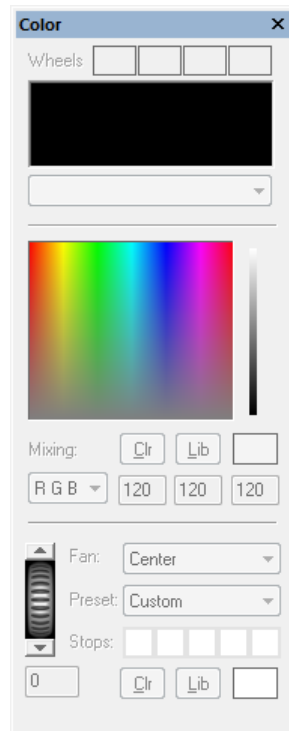 Color
Wheels
Mixing: Clr Lib
R G B 120 120 120
Fan: Center
Preset: Custom
Stops:
0 Clr Lib